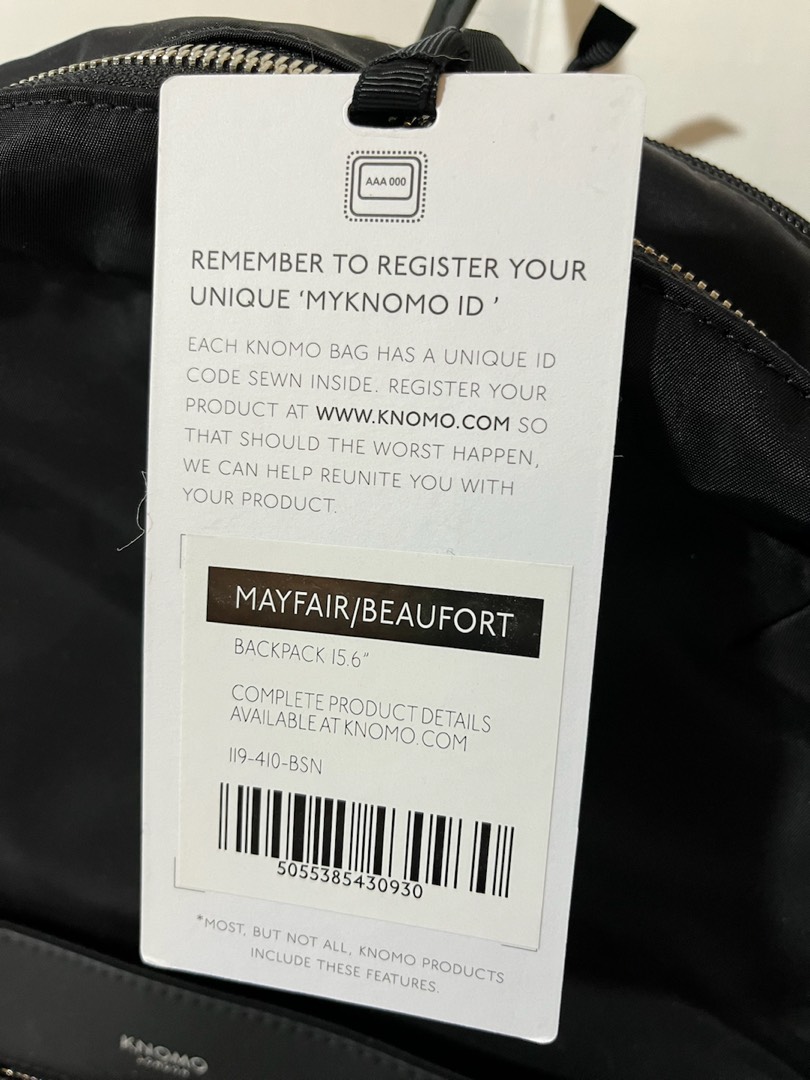 AAA 000
REMEMBER TO REGISTER YOUR
UNIQUE ‘MYKNOMO ID ’
EACH KNOMO BAG HAS A UNIQUE ID
CODE SEWN INSIDE. REGISTER YOUR
PRODUCT AT WWW.KNOMO.COM SO
THAT SHOULD THE WORST HAPPEN,
WE CAN HELP REUNITE YOU WITH
YOUR PRODUCT.
MAYFAIR/BEAUFORT
BACKPACK 15.6"
COMPLETE PRODUCT DETAILS
AVAILABLE AT KNOMO.COM
119-410-BSN
5055385430930
*MOST, BUT NOT ALL, KNOMO PRODUCTS
INCLUDE THESE FEATURES.
KNOMO